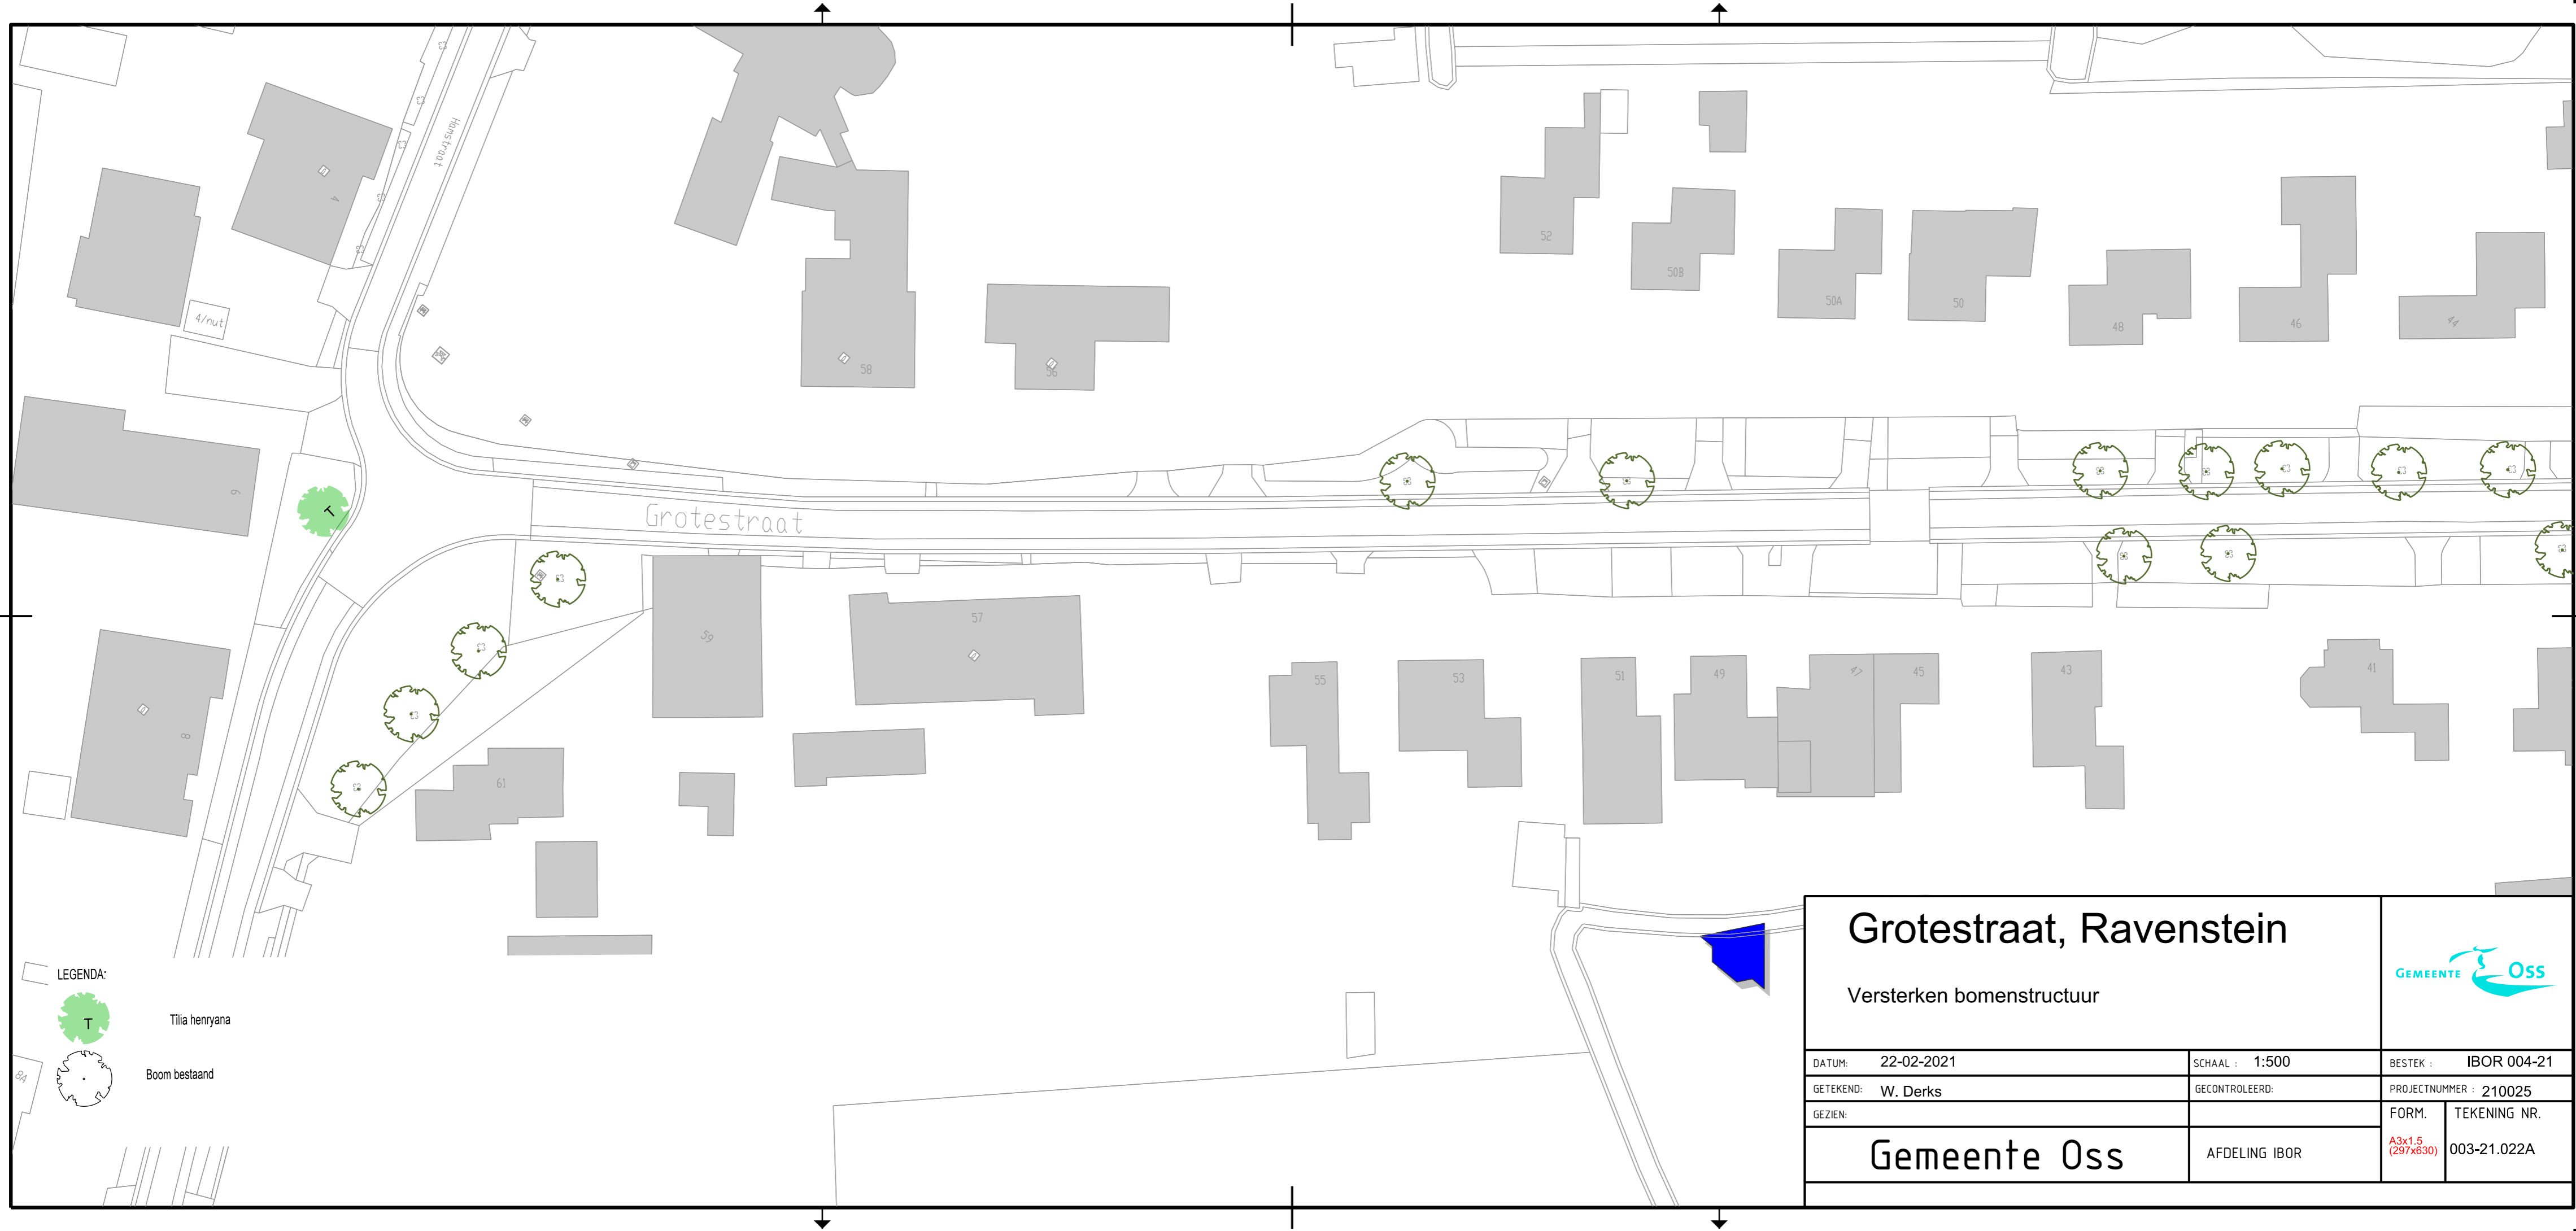 Hamstraat
4
4/nut
6
8
8A
58
56
52
50B
50A
50
48
46
44
Grotestraat
59
57
55
53
51
49
47
45
43
41
61
LEGENDA:
T
T
Tilia henryana
Boom bestaand
Grotestraat, Ravenstein
Versterken bomenstructuur
GEMEENTE OSS
DATUM: 22-02-2021
SCHAAL : 1:500
BESTEK : IBOR 004-21
GETEKEND: W. Derks
GECONTROLEERD:
PROJECTNUMMER : 210025
GEZIEN:
FORM. TEKENING NR.
A3x1.5
(297x630)
003-21.022A
Gemeente Oss
AFDELING IBOR